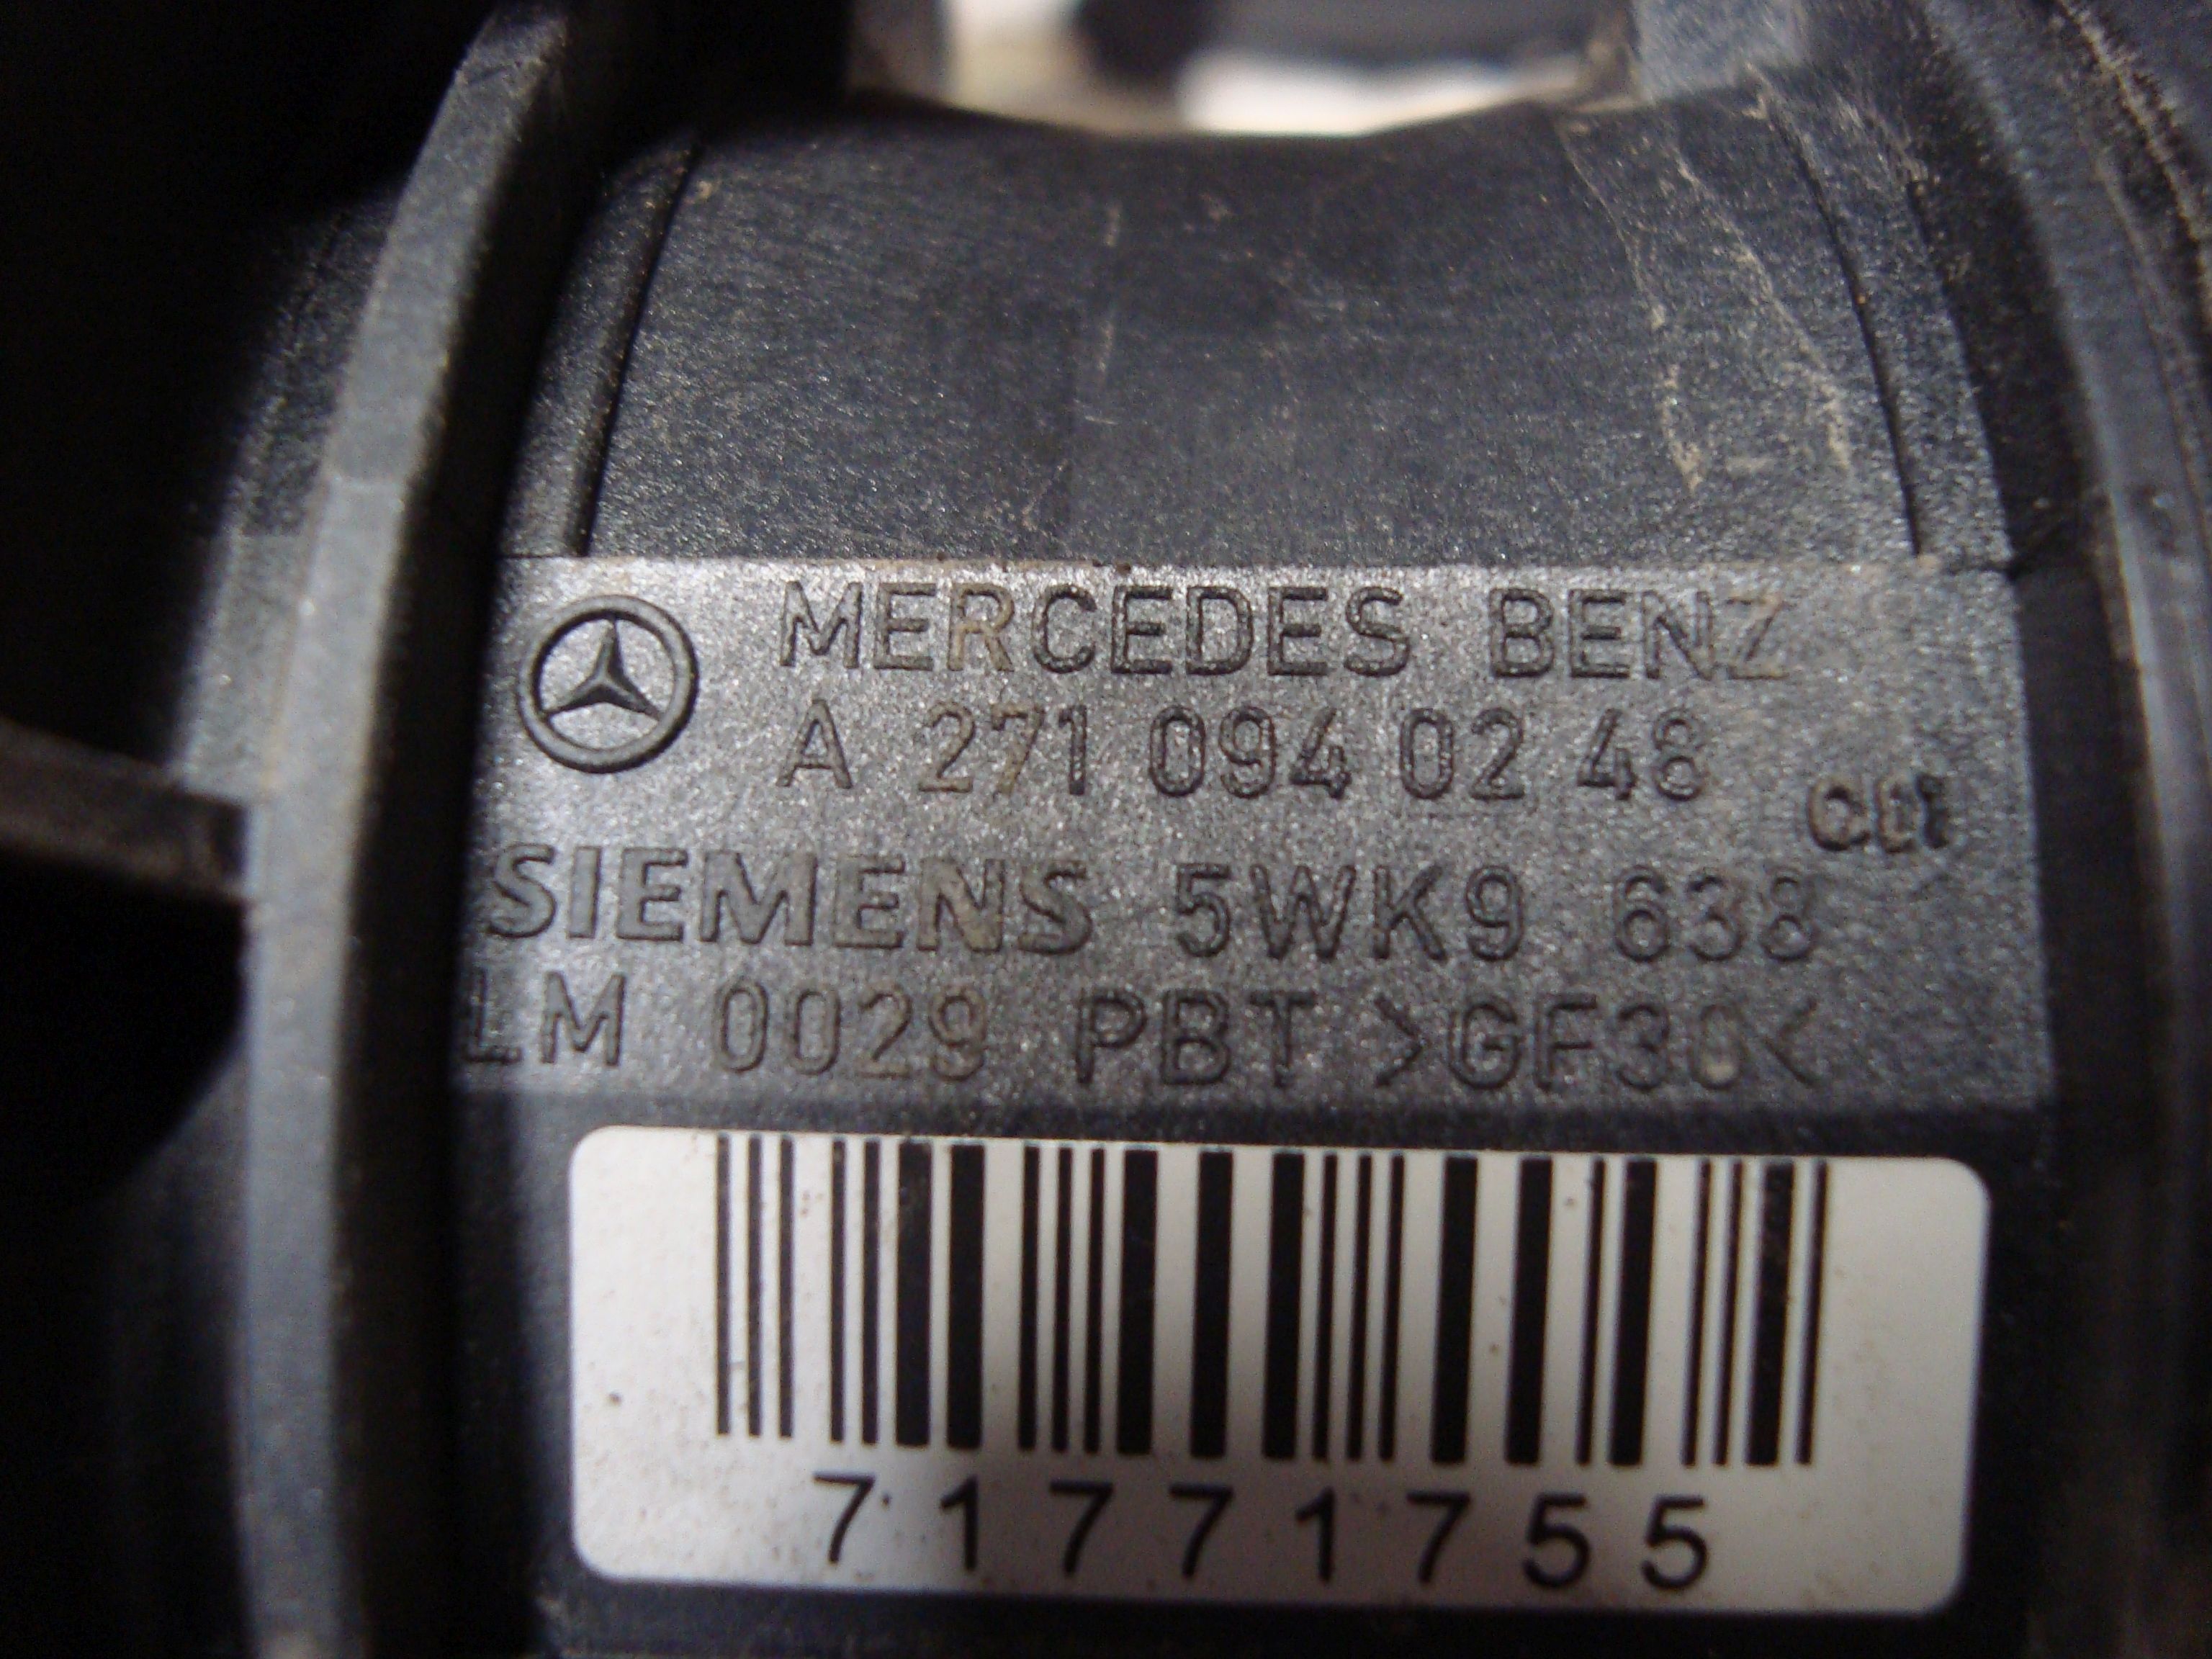 MERCEDES BENZ
A 271 094 02 48
SIEMENS 5WK9 638
LM 0029 PBT >GF30<
71771755